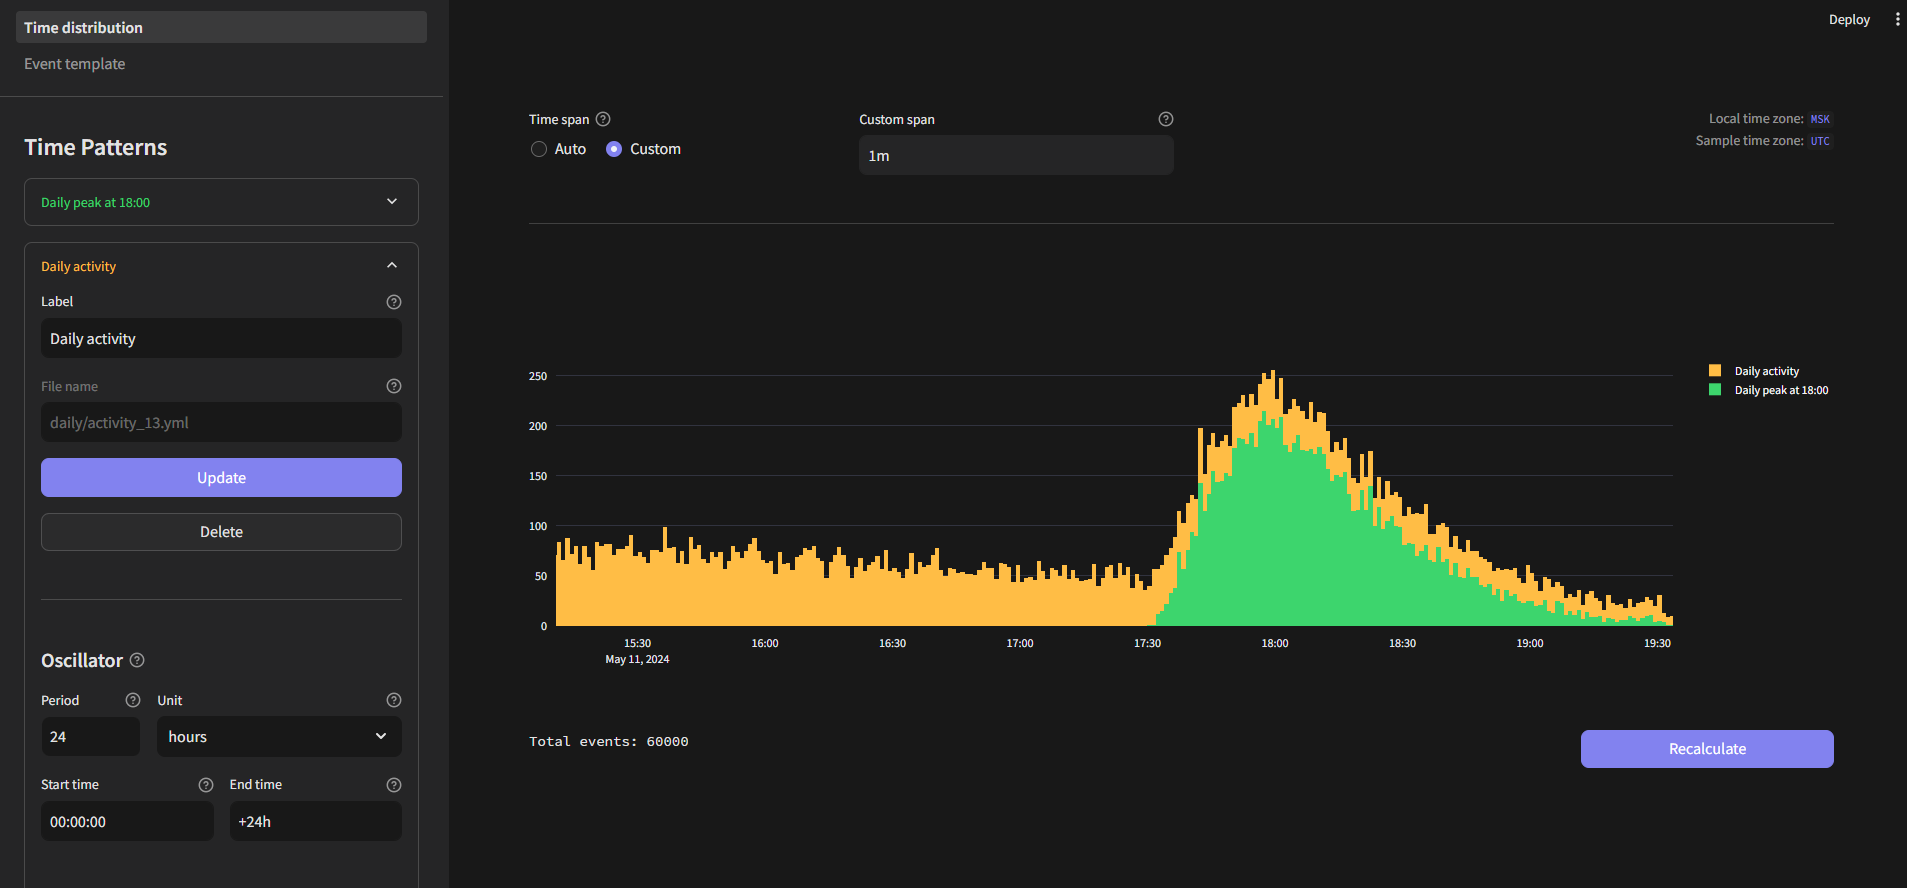 Time distribution
Event template
Time Patterns
Daily peak at 18:00
Daily activity
Label
Daily activity
File name
daily/activity_13.yml
Update
Delete
Oscillator
Period
Unit
24
hours
Start time
End time
00:00:00
+24h
Deploy
Time span
Auto
Custom
Custom span
1m
Local time zone: MSK
Sample time zone: UTC
250
200
150
100
50
0
15:30
16:00
16:30
17:00
17:30
18:00
18:30
19:00
19:30
May 11, 2024
Daily activity
Daily peak at 18:00
Total events: 60000
Recalculate